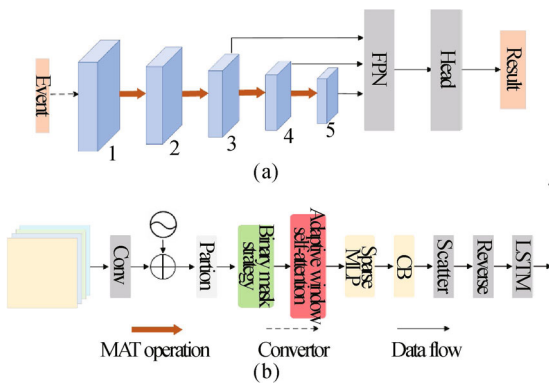 Event
1
2
3
4
5
FPN
Head
Result
(a)
Conv
Partion
Binary mask
strategy
Adaptive window
self-attention
Sparse
MLP
CB
Scatter
Reverse
LSTM
MAT operation
Convertor
Data flow
(b)